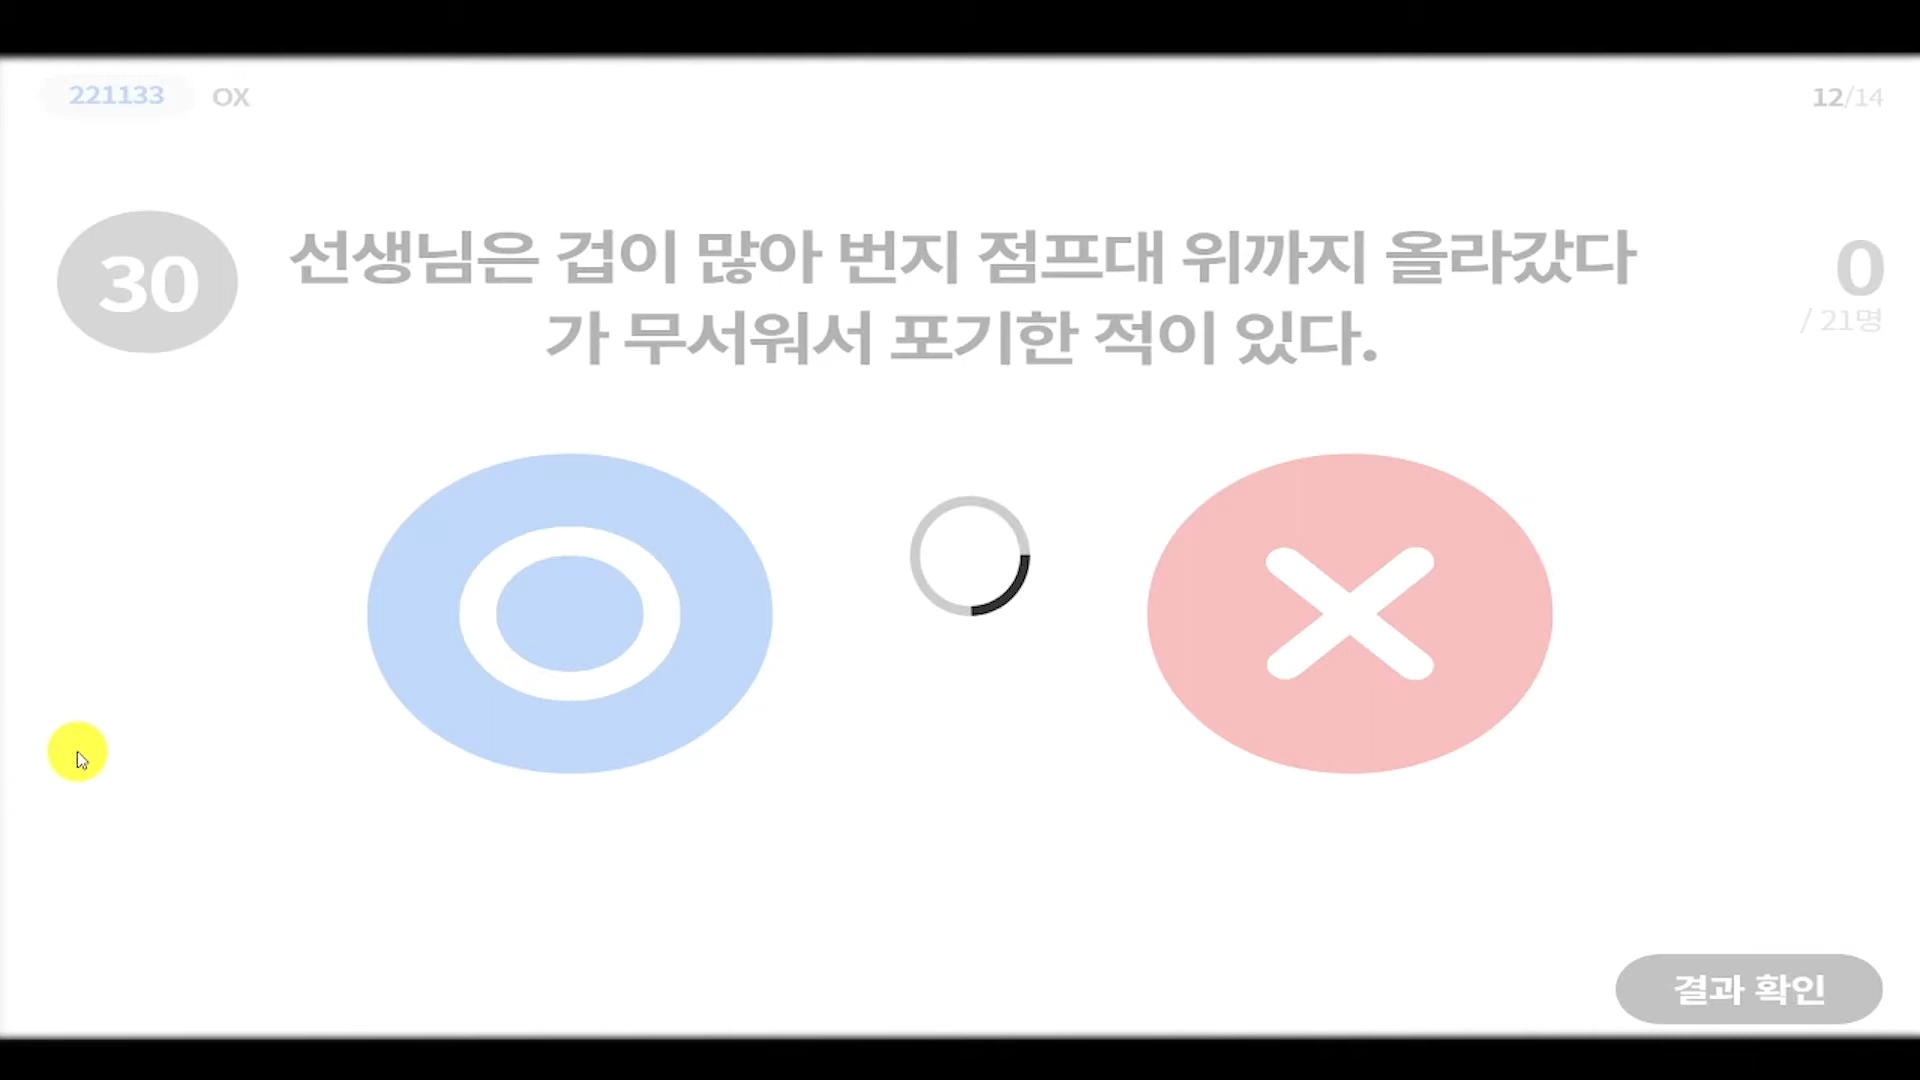 221133 OX 12/14
30
선생님은 겁이 많아 번지 점프대 위까지 올라갔다
가 무서워서 포기한 적이 있다.
0
/ 21명
결과 확인